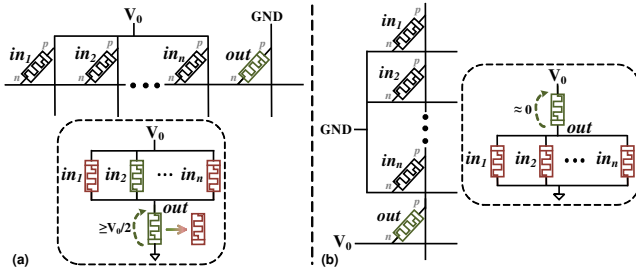 V₀
GND
in₁ p in₂ p inₙ p out p
n n ••• n n
V₀
in₁ in₂ ··· inₙ
out
≥V₀/2
(a)
in₁ p
n
in₂ p
n
GND
inₙ p
n
out p
V₀ n
(b)
V₀
≈0
out
in₁ in₂ ••• inₙ